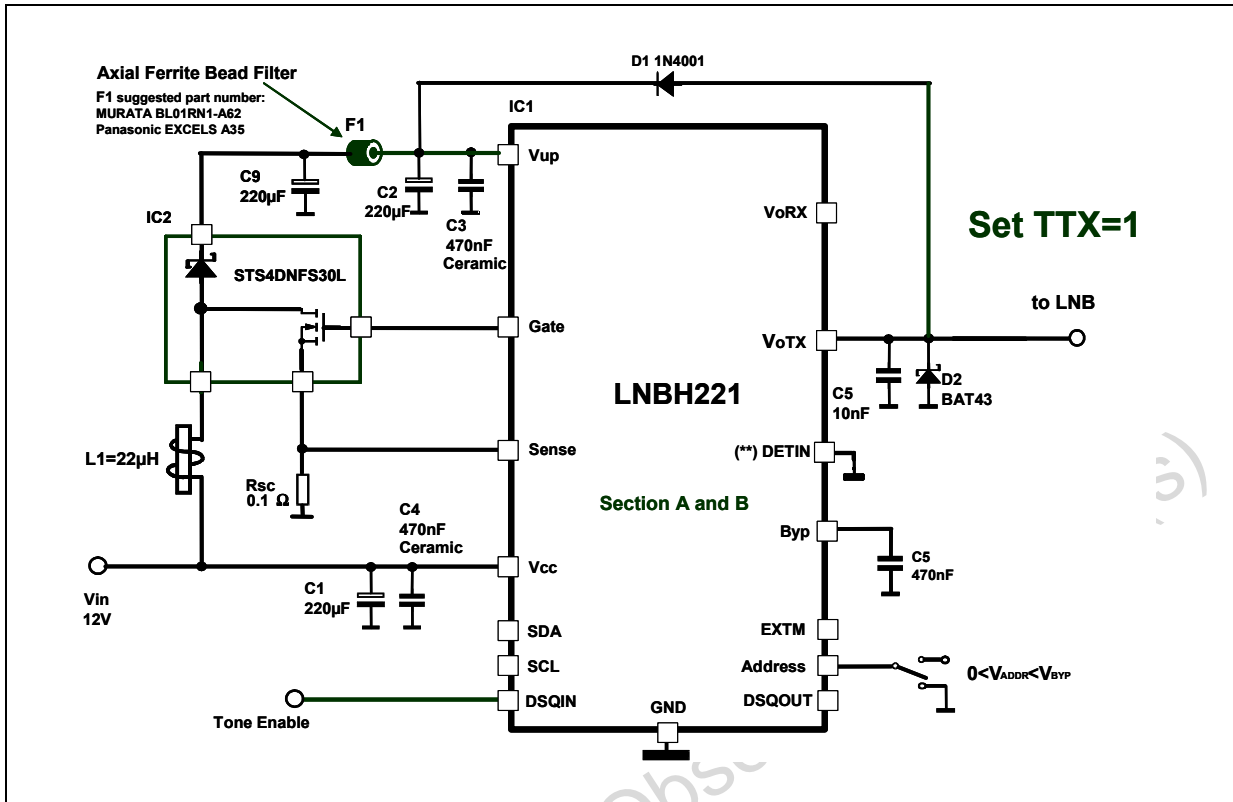 D1 1N4001
Axial Ferrite Bead Filter
F1 suggested part number:
MURATA BL01RN1-A62
Panasonic EXCELS A35
IC1
F1
Vup
C9
220µF
C2
220µF
C3
470nF
Ceramic
IC2
STS4DNFS30L
VoRX
Set TTX=1
to LNB
Gate
VoTX
LNBH221
C5
10nF
D2
BAT43
L1=22µH
Sense
(**) DETIN
Rsc
0.1 Ω
Section A and B
C4
470nF
Ceramic
Byp
C5
470nF
Vcc
Vin
12V
C1
220µF
SDA
EXTM
SCL
Address
0<VADDR<VBYP
DSQIN
DSQOUT
GND
Tone Enable
s)
Obs